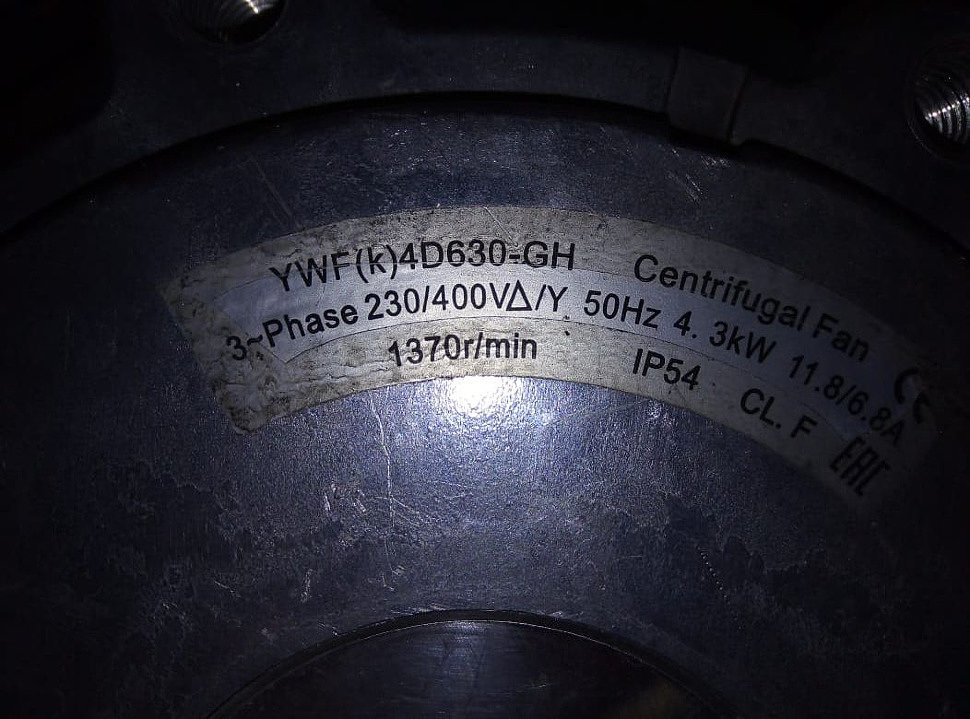 YWF(k)4D630-GH Centrifugal Fan
3~Phase 230/400VΔ/Y 50Hz 4. 3kW 11.8/6.8A
1370r/min IP54 CL. F
CE
EAC